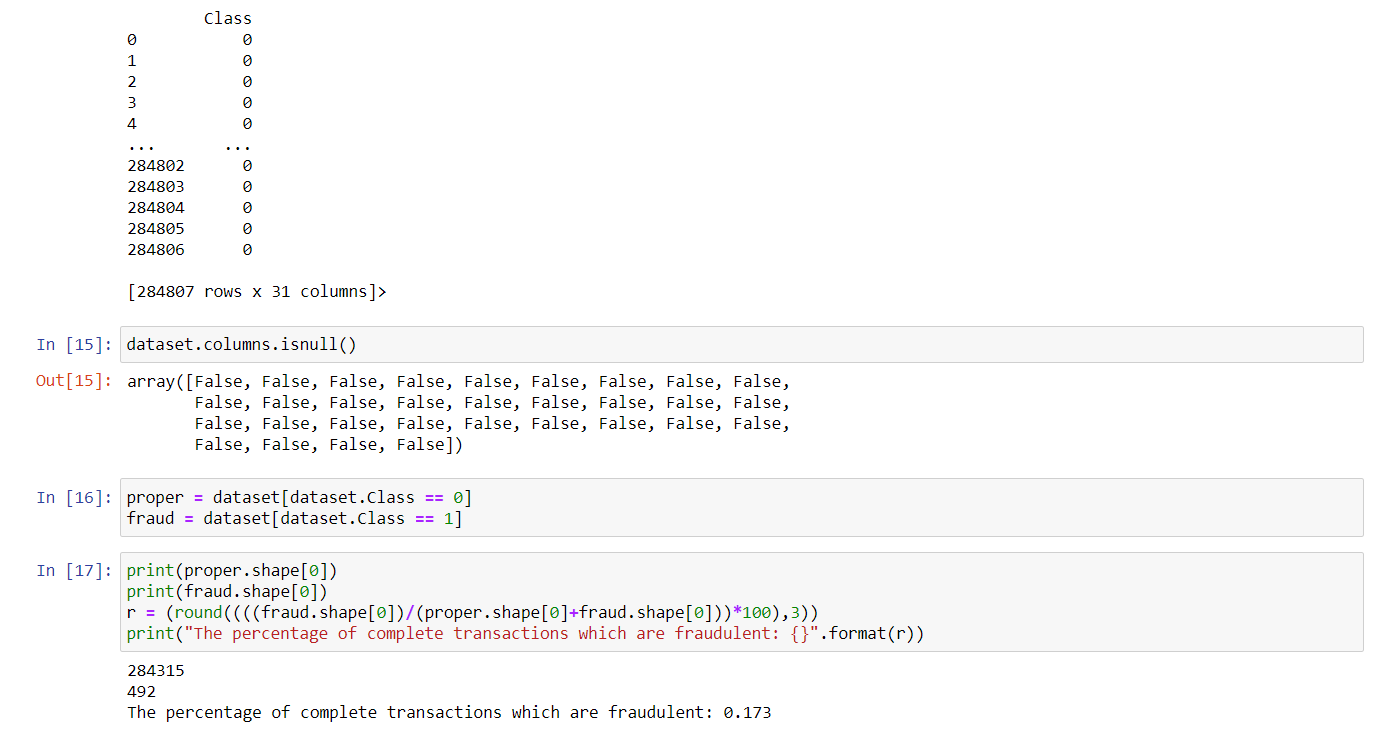 Class
0 0
1 0
2 0
3 0
4 0
... ...
284802 0
284803 0
284804 0
284805 0
284806 0
[284807 rows x 31 columns]>
In [15]: dataset.columns.isnull()
Out[15]: array([False, False, False, False, False, False, False, False, False,
False, False, False, False, False, False, False, False, False,
False, False, False, False, False, False, False, False, False,
False, False, False, False])
In [16]: proper = dataset[dataset.Class == 0]
fraud = dataset[dataset.Class == 1]
In [17]: print(proper.shape[0])
print(fraud.shape[0])
r = (round((((fraud.shape[0])/(proper.shape[0]+fraud.shape[0]))*100),3))
print("The percentage of complete transactions which are fraudulent: {}".format(r))
284315
492
The percentage of complete transactions which are fraudulent: 0.173